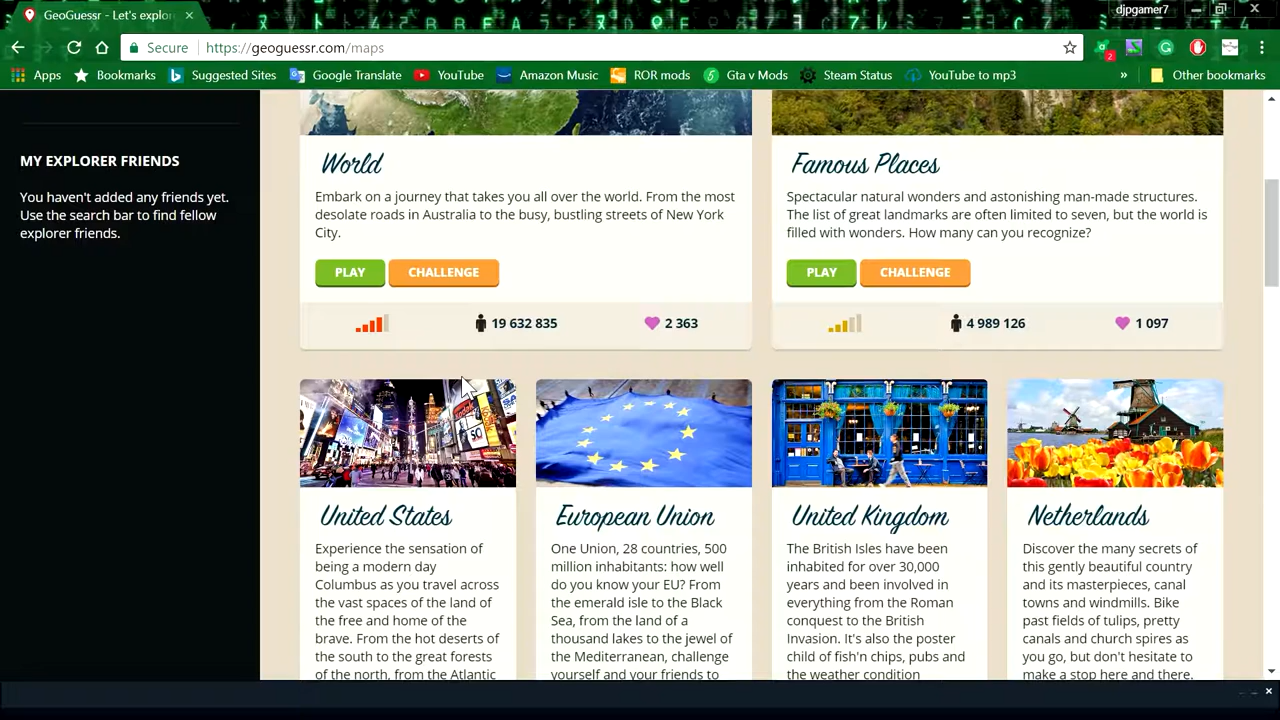 GeoGuessr - Let's explor
djpgamer7
Secure
https://geoguessr.com/maps
2
Apps
Bookmarks
Suggested Sites
Google Translate
YouTube
Amazon Music
ROR mods
Gta v Mods
Steam Status
YouTube to mp3
»
Other bookmarks
MY EXPLORER FRIENDS
You haven't added any friends yet.
Use the search bar to find fellow
explorer friends.
World
Embark on a journey that takes you all over the world. From the most
desolate roads in Australia to the busy, bustling streets of New York
City.
PLAY
CHALLENGE
19 632 835
2 363
Famous Places
Spectacular natural wonders and astonishing man-made structures.
The list of great landmarks are often limited to seven, but the world is
filled with wonders. How many can you recognize?
PLAY
CHALLENGE
4 989 126
1 097
United States
Experience the sensation of
being a modern day
Columbus as you travel across
the vast spaces of the land of
the free and home of the
brave. From the hot deserts of
the south to the great forests
of the north, from the Atlantic
European Union
One Union, 28 countries, 500
million inhabitants: how well
do you know your EU? From
the emerald isle to the Black
Sea, from the land of a
thousand lakes to the jewel of
the Mediterranean, challenge
yourself and your friends to
United Kingdom
The British Isles have been
inhabited for over 30,000
years and been involved in
everything from the Roman
conquest to the British
Invasion. It's also the poster
child of fish'n chips, pubs and
the weather condition
Netherlands
Discover the many secrets of
this gently beautiful country
and its masterpieces, canal
towns and windmills. Bike
past fields of tulips, pretty
canals and church spires as
you go, but don't hesitate to
make a stop here and there.